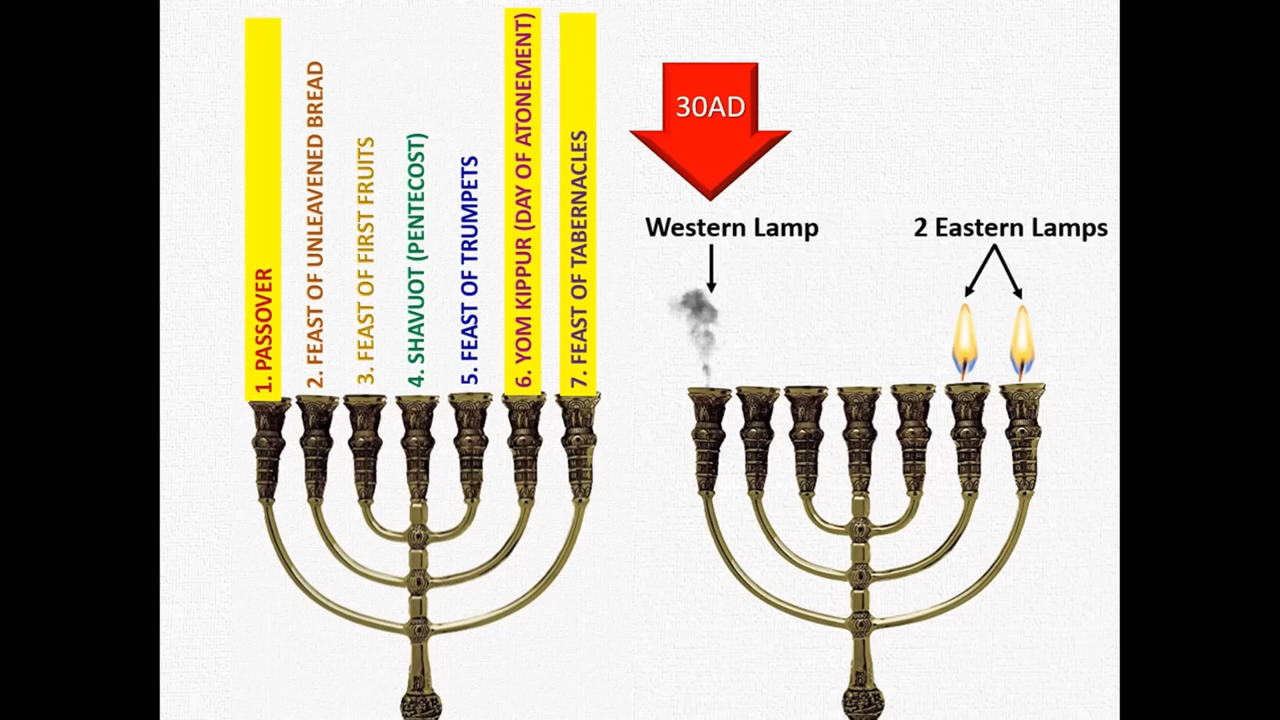 1. PASSOVER
2. FEAST OF UNLEAVENED BREAD
3. FEAST OF FIRST FRUITS
4. SHAVUOT (PENTECOST)
5. FEAST OF TRUMPETS
6. YOM KIPPUR (DAY OF ATONEMENT)
7. FEAST OF TABERNACLES
30AD
Western Lamp
2 Eastern Lamps